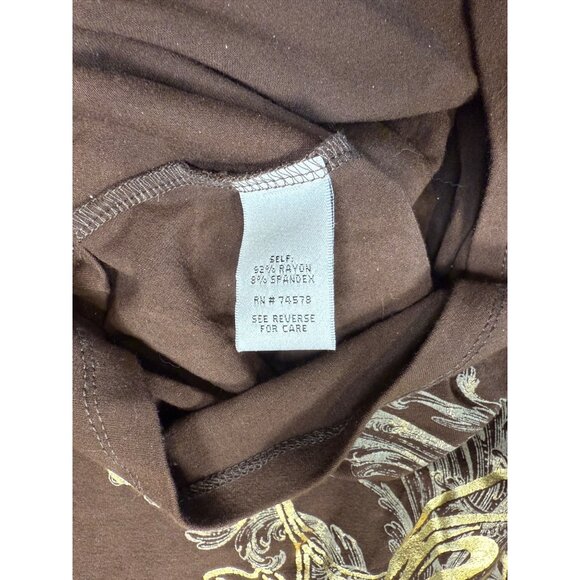 SELF:
92% RAYON
8% SPANDEX
RN # 74578
SEE REVERSE
FOR CARE